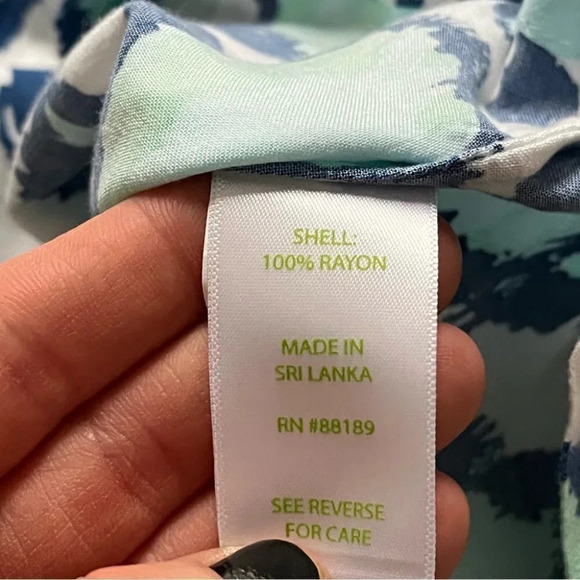 SHELL:
100% RAYON
MADE IN
SRI LANKA
RN #88189
SEE REVERSE
FOR CARE